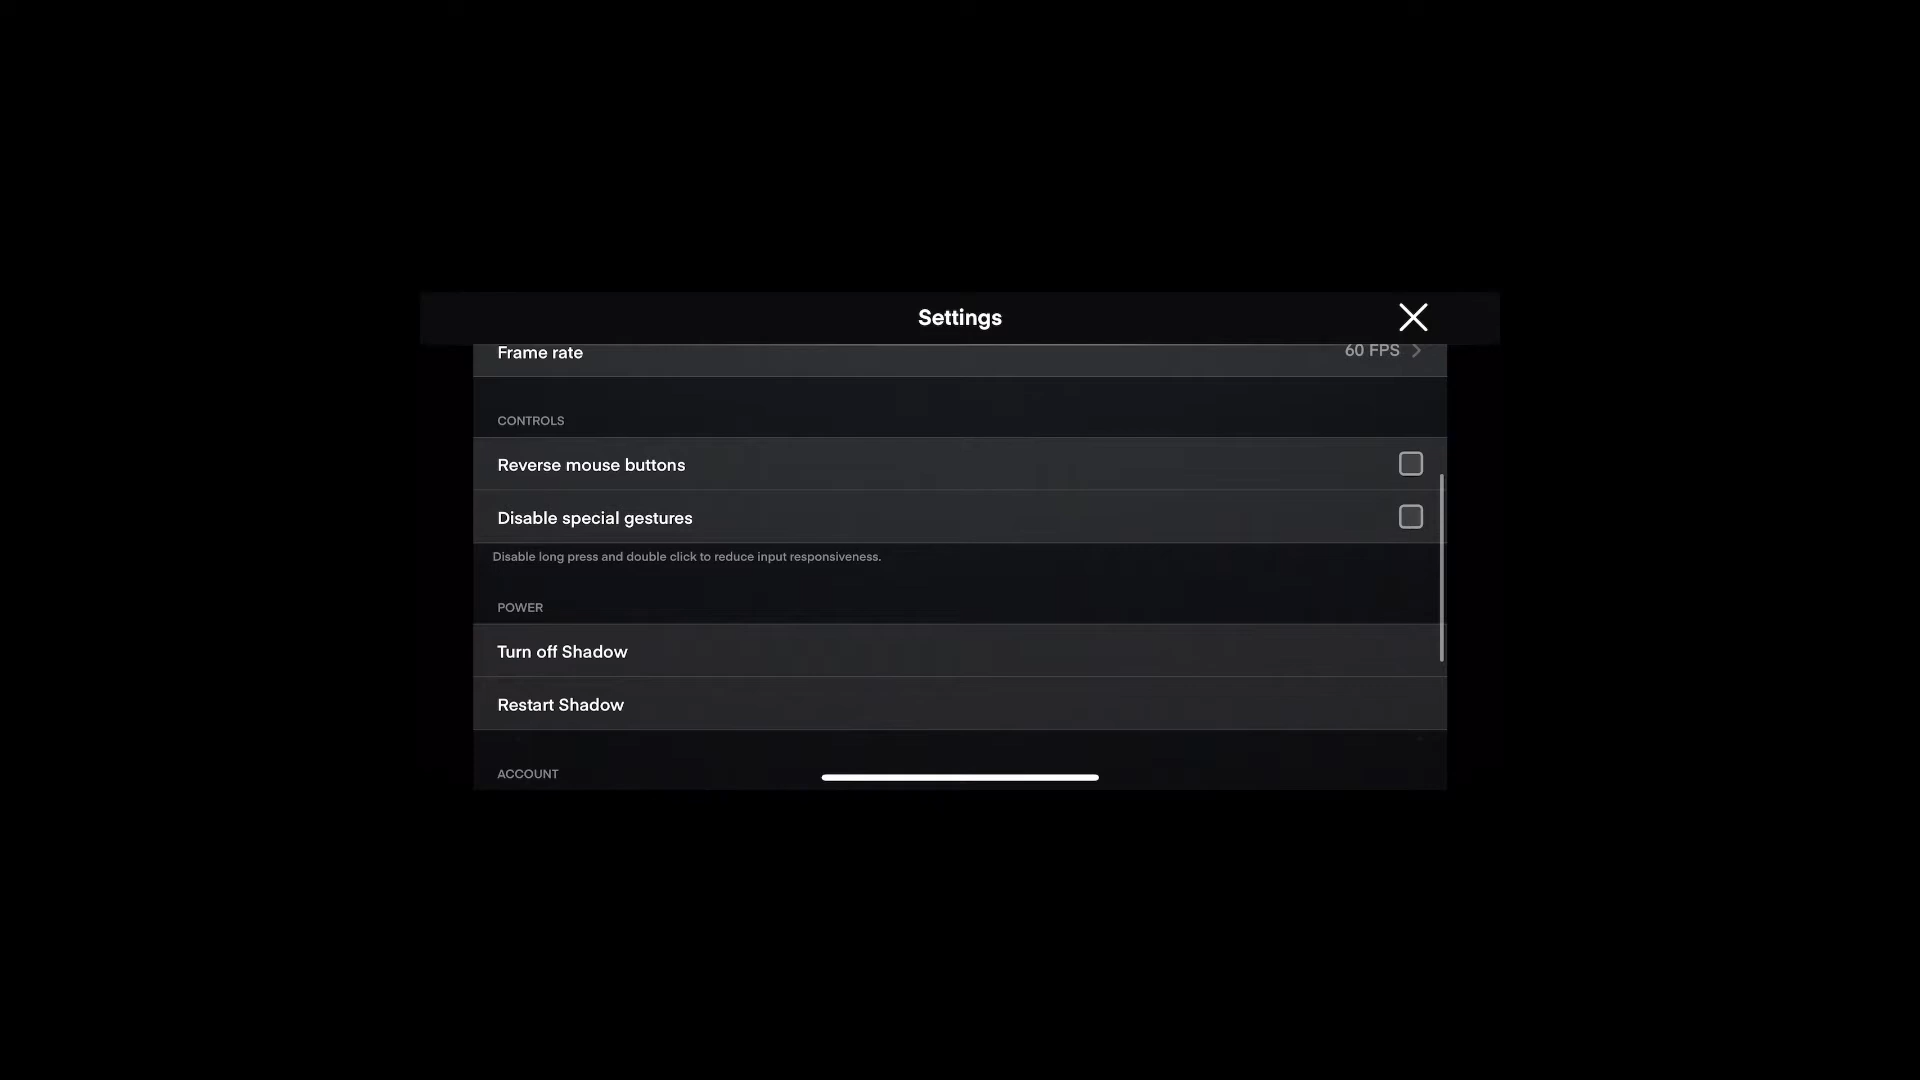 Settings
Frame rate 60 FPS
CONTROLS
Reverse mouse buttons
Disable special gestures
Disable long press and double click to reduce input responsiveness.
POWER
Turn off Shadow
Restart Shadow
ACCOUNT